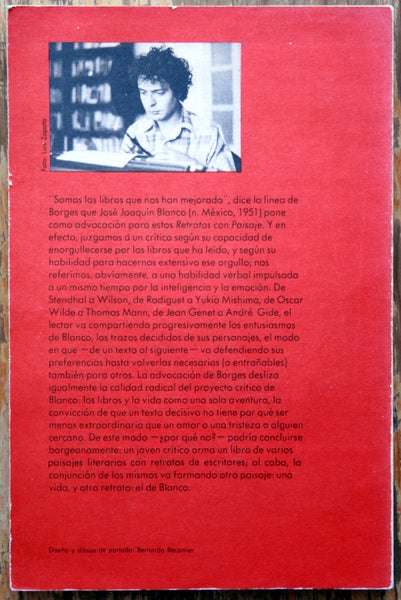 Foto: Luis Zapata
"Somos los libros que nos han mejorado", dice la línea de
Borges que José Joaquín Blanco (n. México, 1951) pone
como advocación para estos Retratos con Paisaje. Y en
efecto, juzgamos a un crítico según su capacidad de
enorgullecerse por los libros que ha leído, y según su
habilidad para hacernos extensivo ese orgullo; nos
referimos, obviamente, a una habilidad verbal impulsada
a un mismo tiempo por la inteligencia y la emoción. De
Stendhal a Wilson, de Radiguet a Yukio Mishima, de Oscar
Wilde a Thomas Mann, de Jean Genet a André Gide, el
lector va compartiendo progresivamente los entusiasmos
de Blanco, los trazos decididos de sus personajes, el modo
en que —de un texto al siguiente— va defendiendo sus
preferencias hasta volverlas necesarias (o entrañables)
también para otros. La advocación de Borges desliza
igualmente la calidad radical del proyecto crítico de
Blanco: los libros y la vida como una sola aventura, la
convicción de que un texto decisivo no tiene por qué ser
menos extraordinario que un amor o una tristeza o alguien
cercano. De este modo —¿por qué no?— podría concluirse
borgeanamente: un joven crítico arma un libro de varios
paisajes literarios con retratos de escritores; al cabo, la
conjunción de los mismos va formando otro paisaje: una
vida, y otro retrato: el de Blanco.
Diseño y dibujo de portada: Bernardo Recamier